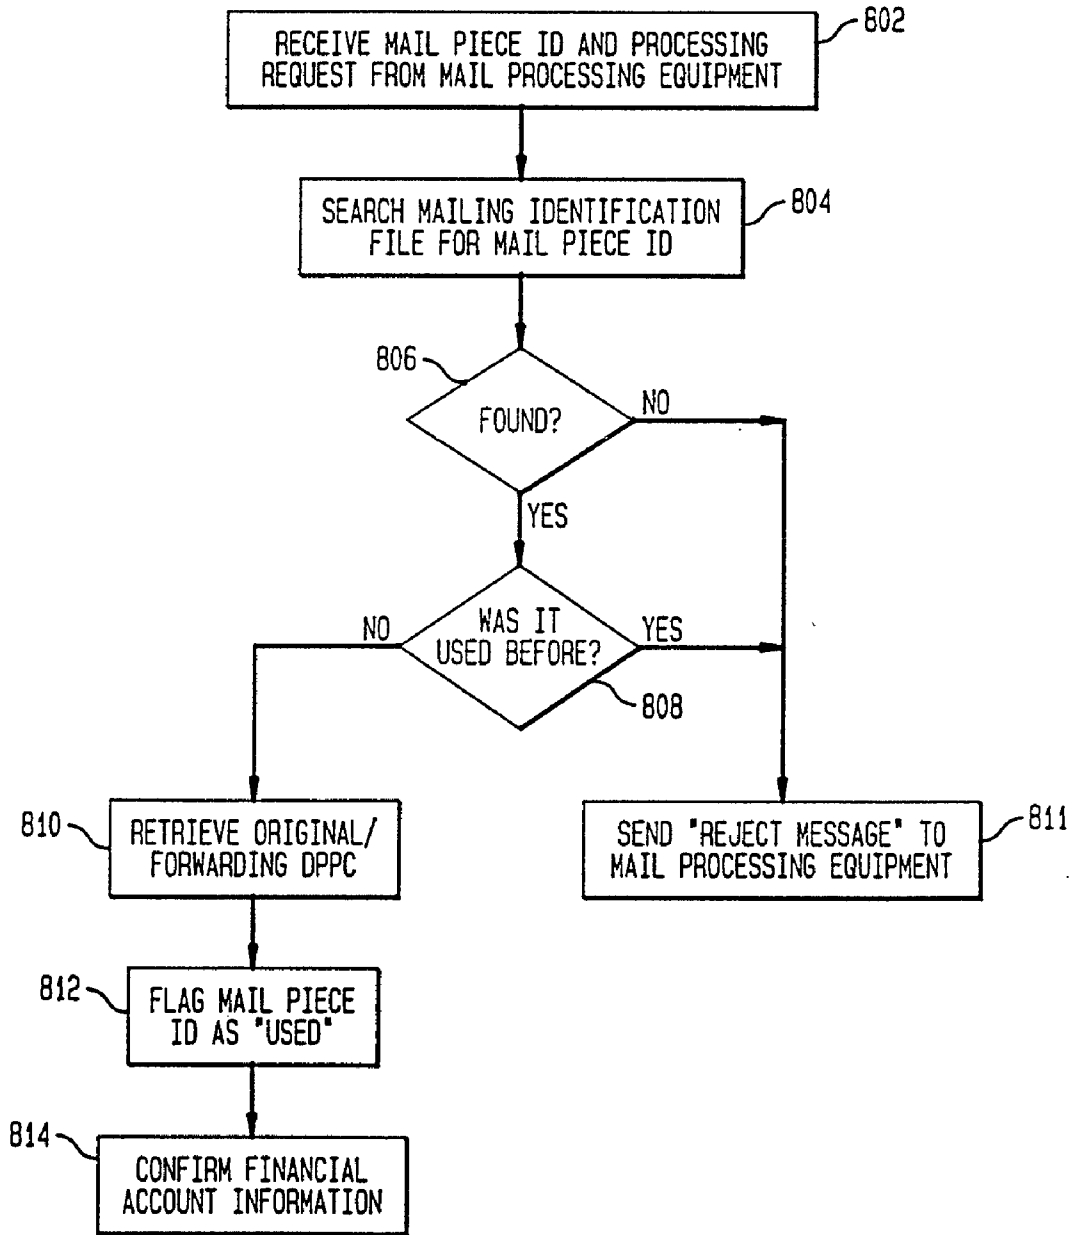 802
RECEIVE MAIL PIECE ID AND PROCESSING
REQUEST FROM MAIL PROCESSING EQUIPMENT
804
SEARCH MAILING IDENTIFICATION
FILE FOR MAIL PIECE ID
806
FOUND?
NO
YES
WAS IT
USED BEFORE?
NO
YES
808
810
RETRIEVE ORIGINAL/
FORWARDING DPPC
811
SEND "REJECT MESSAGE" TO
MAIL PROCESSING EQUIPMENT
812
FLAG MAIL PIECE
ID AS "USED"
814
CONFIRM FINANCIAL
ACCOUNT INFORMATION